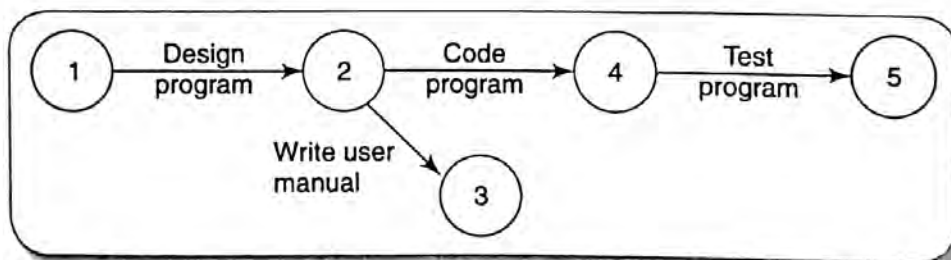 1
Design
program
2
Code
program
4
Test
program
5
Write user
manual
3